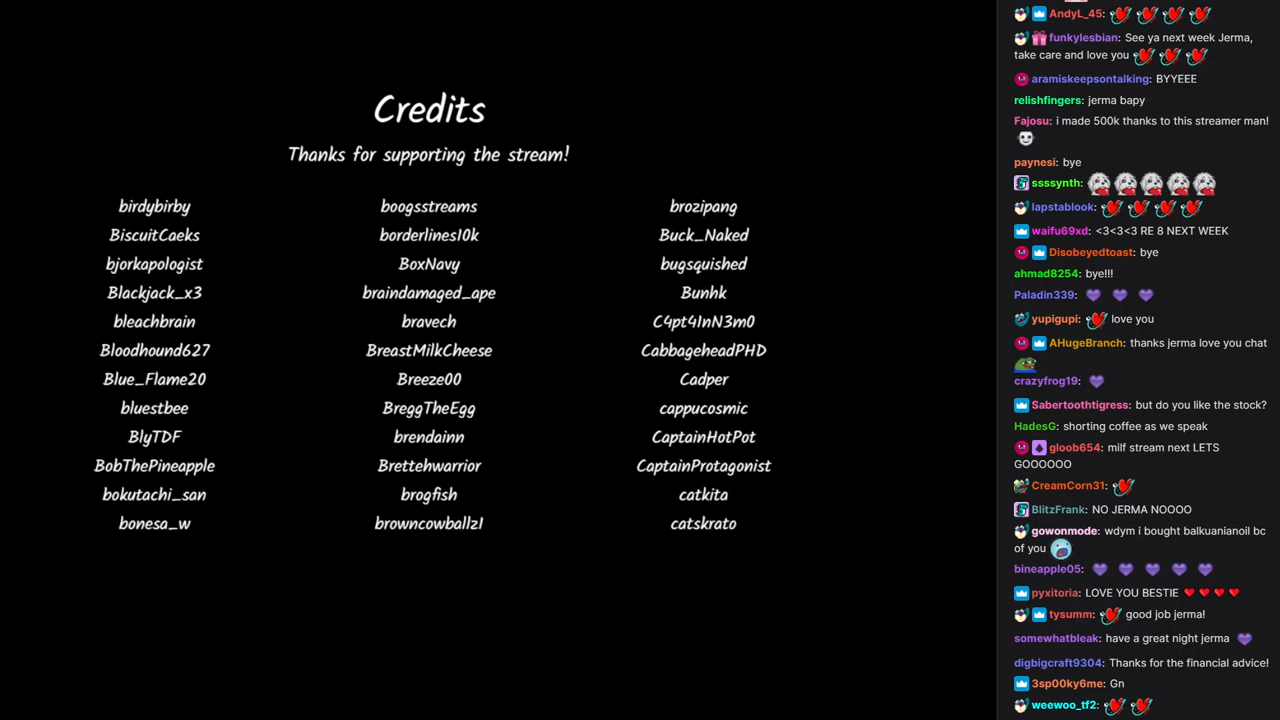 Credits
Thanks for supporting the stream!
birdybirby
BiscuitCaeks
bjorkapologist
Blackjack_x3
bleachbrain
Bloodhound627
Blue_Flame20
bluestbee
BlyTDF
BobThePineapple
bokutachi_san
bonesa_w
boogsstreams
borderlines10k
BoxNavy
braindamaged_ape
bravech
BreastMilkCheese
Breeze00
BreggTheEgg
brendainn
Brettehwarrior
brogfish
browncowballz1
brozipang
Buck_Naked
bugsquished
Bunhk
C4pt4InN3m0
CabbageheadPHD
Cadper
cappucosmic
CaptainHotPot
CaptainProtagonist
catkita
catskrato
AndyL_45:
funkylesbian: See ya next week Jerma,
take care and love you
aramiskeepsontalking: BYYEEE
relishfingers: jerma bapy
Fajosu: i made 500k thanks to this streamer man!
paynesi: bye
ssssynth:
lapstablook:
waifu69xd: <3<3<3 RE 8 NEXT WEEK
Disobeyedtoast: bye
ahmad8254: bye!!!
Paladin339:
yupigupi: love you
AHugeBranch: thanks jerma love you chat
crazyfrog19:
Sabertoothtigress: but do you like the stock?
HadesG: shorting coffee as we speak
gloob654: milf stream next LETS
GOOOOOO
CreamCorn31:
BlitzFrank: NO JERMA NOOOO
gowonmode: wdym i bought balkuanianoil bc
of you
bineapple05:
pyxitoria: LOVE YOU BESTIE
tysumm: good job jerma!
somewhatbleak: have a great night jerma
digbigcraft9304: Thanks for the financial advice!
3sp00ky6me: Gn
weewoo_tf2: